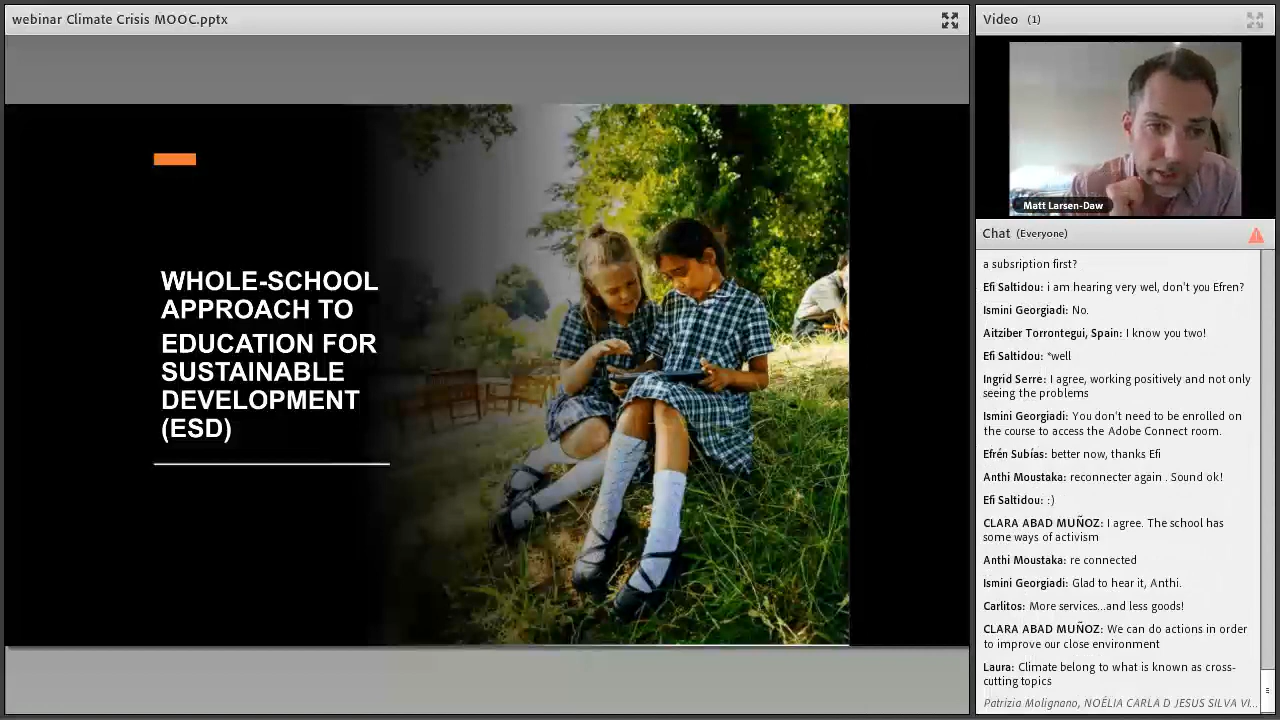 webinar Climate Crisis MOOC.pptx
WHOLE-SCHOOL
APPROACH TO
EDUCATION FOR
SUSTAINABLE
DEVELOPMENT
(ESD)
Video (1)
Matt Larsen-Daw
Chat (Everyone)
a subsription first?
Efi Saltidou: i am hearing very wel, don't you Efren?
Ismini Georgiadi: No.
Aitziber Torrontegui, Spain: I know you two!
Efi Saltidou: *well
Ingrid Serre: I agree, working positively and not only
seeing the problems
Ismini Georgiadi: You don't need to be enrolled on
the course to access the Adobe Connect room.
Efrén Subías: better now, thanks Efi
Anthi Moustaka: reconnecter again . Sound ok!
Efi Saltidou: :)
CLARA ABAD MUÑOZ: I agree. The school has
some ways of activism
Anthi Moustaka: re connected
Ismini Georgiadi: Glad to hear it, Anthi.
Carlitos: More services...and less goods!
CLARA ABAD MUÑOZ: We can do actions in order
to improve our close environment
Laura: Climate belong to what is known as cross-
cutting topics
Patrizia Molignano, NOÉLIA CARLA D JESUS SILVA VI...